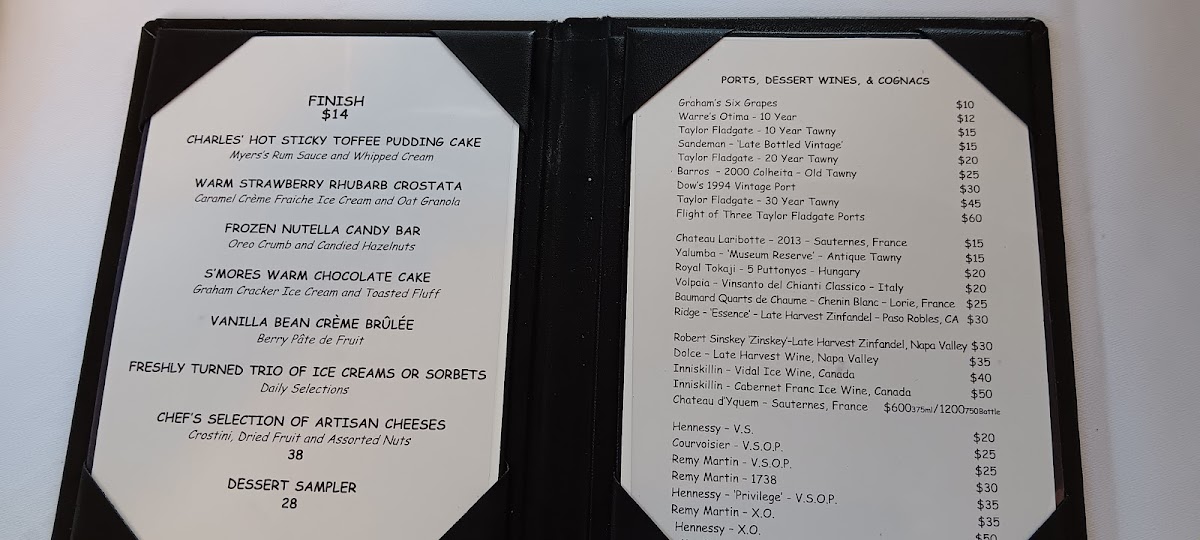 FINISH
$14
CHARLES' HOT STICKY TOFFEE PUDDING CAKE
Myers's Rum Sauce and Whipped Cream
WARM STRAWBERRY RHUBARB CROSTATA
Caramel Crème Fraiche Ice Cream and Oat Granola
FROZEN NUTELLA CANDY BAR
Oreo Crumb and Candied Hazelnuts
S'MORES WARM CHOCOLATE CAKE
Graham Cracker Ice Cream and Toasted Fluff
VANILLA BEAN CRÈME BRÛLÉE
Berry Pâte de Fruit
FRESHLY TURNED TRIO OF ICE CREAMS OR SORBETS
Daily Selections
CHEF'S SELECTION OF ARTISAN CHEESES
Crostini, Dried Fruit and Assorted Nuts
38
DESSERT SAMPLER
28
PORTS, DESSERT WINES, & COGNACS
Graham's Six Grapes $10
Warre's Otima - 10 Year $12
Taylor Fladgate - 10 Year Tawny $15
Sandeman - 'Late Bottled Vintage' $15
Taylor Fladgate - 20 Year Tawny $20
Barros - 2000 Colheita - Old Tawny $25
Dow's 1994 Vintage Port $30
Taylor Fladgate - 30 Year Tawny $45
Flight of Three Taylor Fladgate Ports $60
Chateau Laribotte - 2013 - Sauternes, France $15
Yalumba - 'Museum Reserve' - Antique Tawny $15
Royal Tokaji - 5 Puttonyos - Hungary $20
Volpaia - Vinsanto del Chianti Classico - Italy $20
Baumard Quarts de Chaume - Chenin Blanc - Lorie, France $25
Ridge - 'Essence' - Late Harvest Zinfandel - Paso Robles, CA $30
Robert Sinskey 'Zinskey'-Late Harvest Zinfandel, Napa Valley $30
Dolce - Late Harvest Wine, Napa Valley $35
Inniskillin - Vidal Ice Wine, Canada $40
Inniskillin - Cabernet Franc Ice Wine, Canada $50
Chateau d'Yquem - Sauternes, France $600375ml/1200750Bottle
Hennessy - V.S. $20
Courvoisier - V.S.O.P. $25
Remy Martin - V.S.O.P. $25
Remy Martin - 1738 $30
Hennessy - 'Privilege' - V.S.O.P. $35
Remy Martin - X.O. $35
Hennessy - X.O. $50